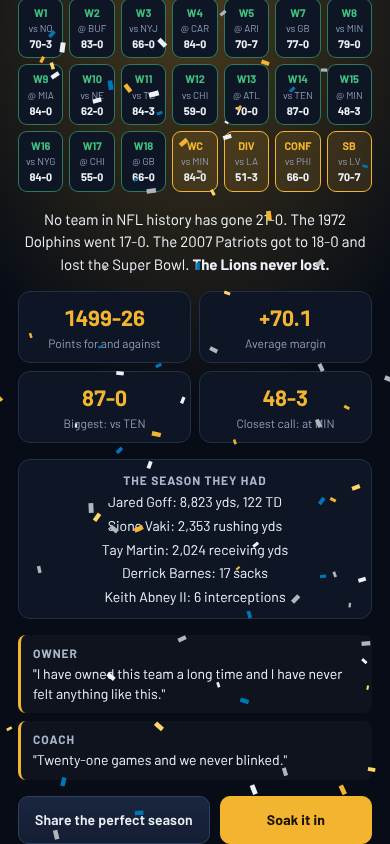 W1 W2 W3 W4 W5 W7 W8
vs NO @ BUF vs NYJ @ CAR @ ARI vs GB vs MIN
70-3 83-0 66-0 84-0 70-7 77-0 79-0
W9 W10 W11 W12 W13 W14 W15
@ MIA vs NE vs CHI @ ATL vs TEN @ MIN
84-0 62-0 84-3 59-0 70-0 87-0 48-3
W16 W17 W18 WC DIV CONF SB
vs NYG @ CHI @ GB vs MIN vs LA vs PHI vs LV
84-0 55-0 66-0 84-0 51-3 66-0 70-7
No team in NFL history has gone 21-0. The 1972
Dolphins went 17-0. The 2007 Patriots got to 18-0 and
lost the Super Bowl. The Lions never lost.
1499-26 +70.1
Points for and against Average margin
87-0 48-3
Biggest: vs TEN Closest call: at MIN
THE SEASON THEY HAD
Jared Goff: 8,823 yds, 122 TD
Sione Vaki: 2,353 rushing yds
Tay Martin: 2,024 receiving yds
Derrick Barnes: 17 sacks
Keith Abney II: 6 interceptions
OWNER
"I have owned this team a long time and I have never
felt anything like this."
COACH
"Twenty-one games and we never blinked."
Share the perfect season Soak it in